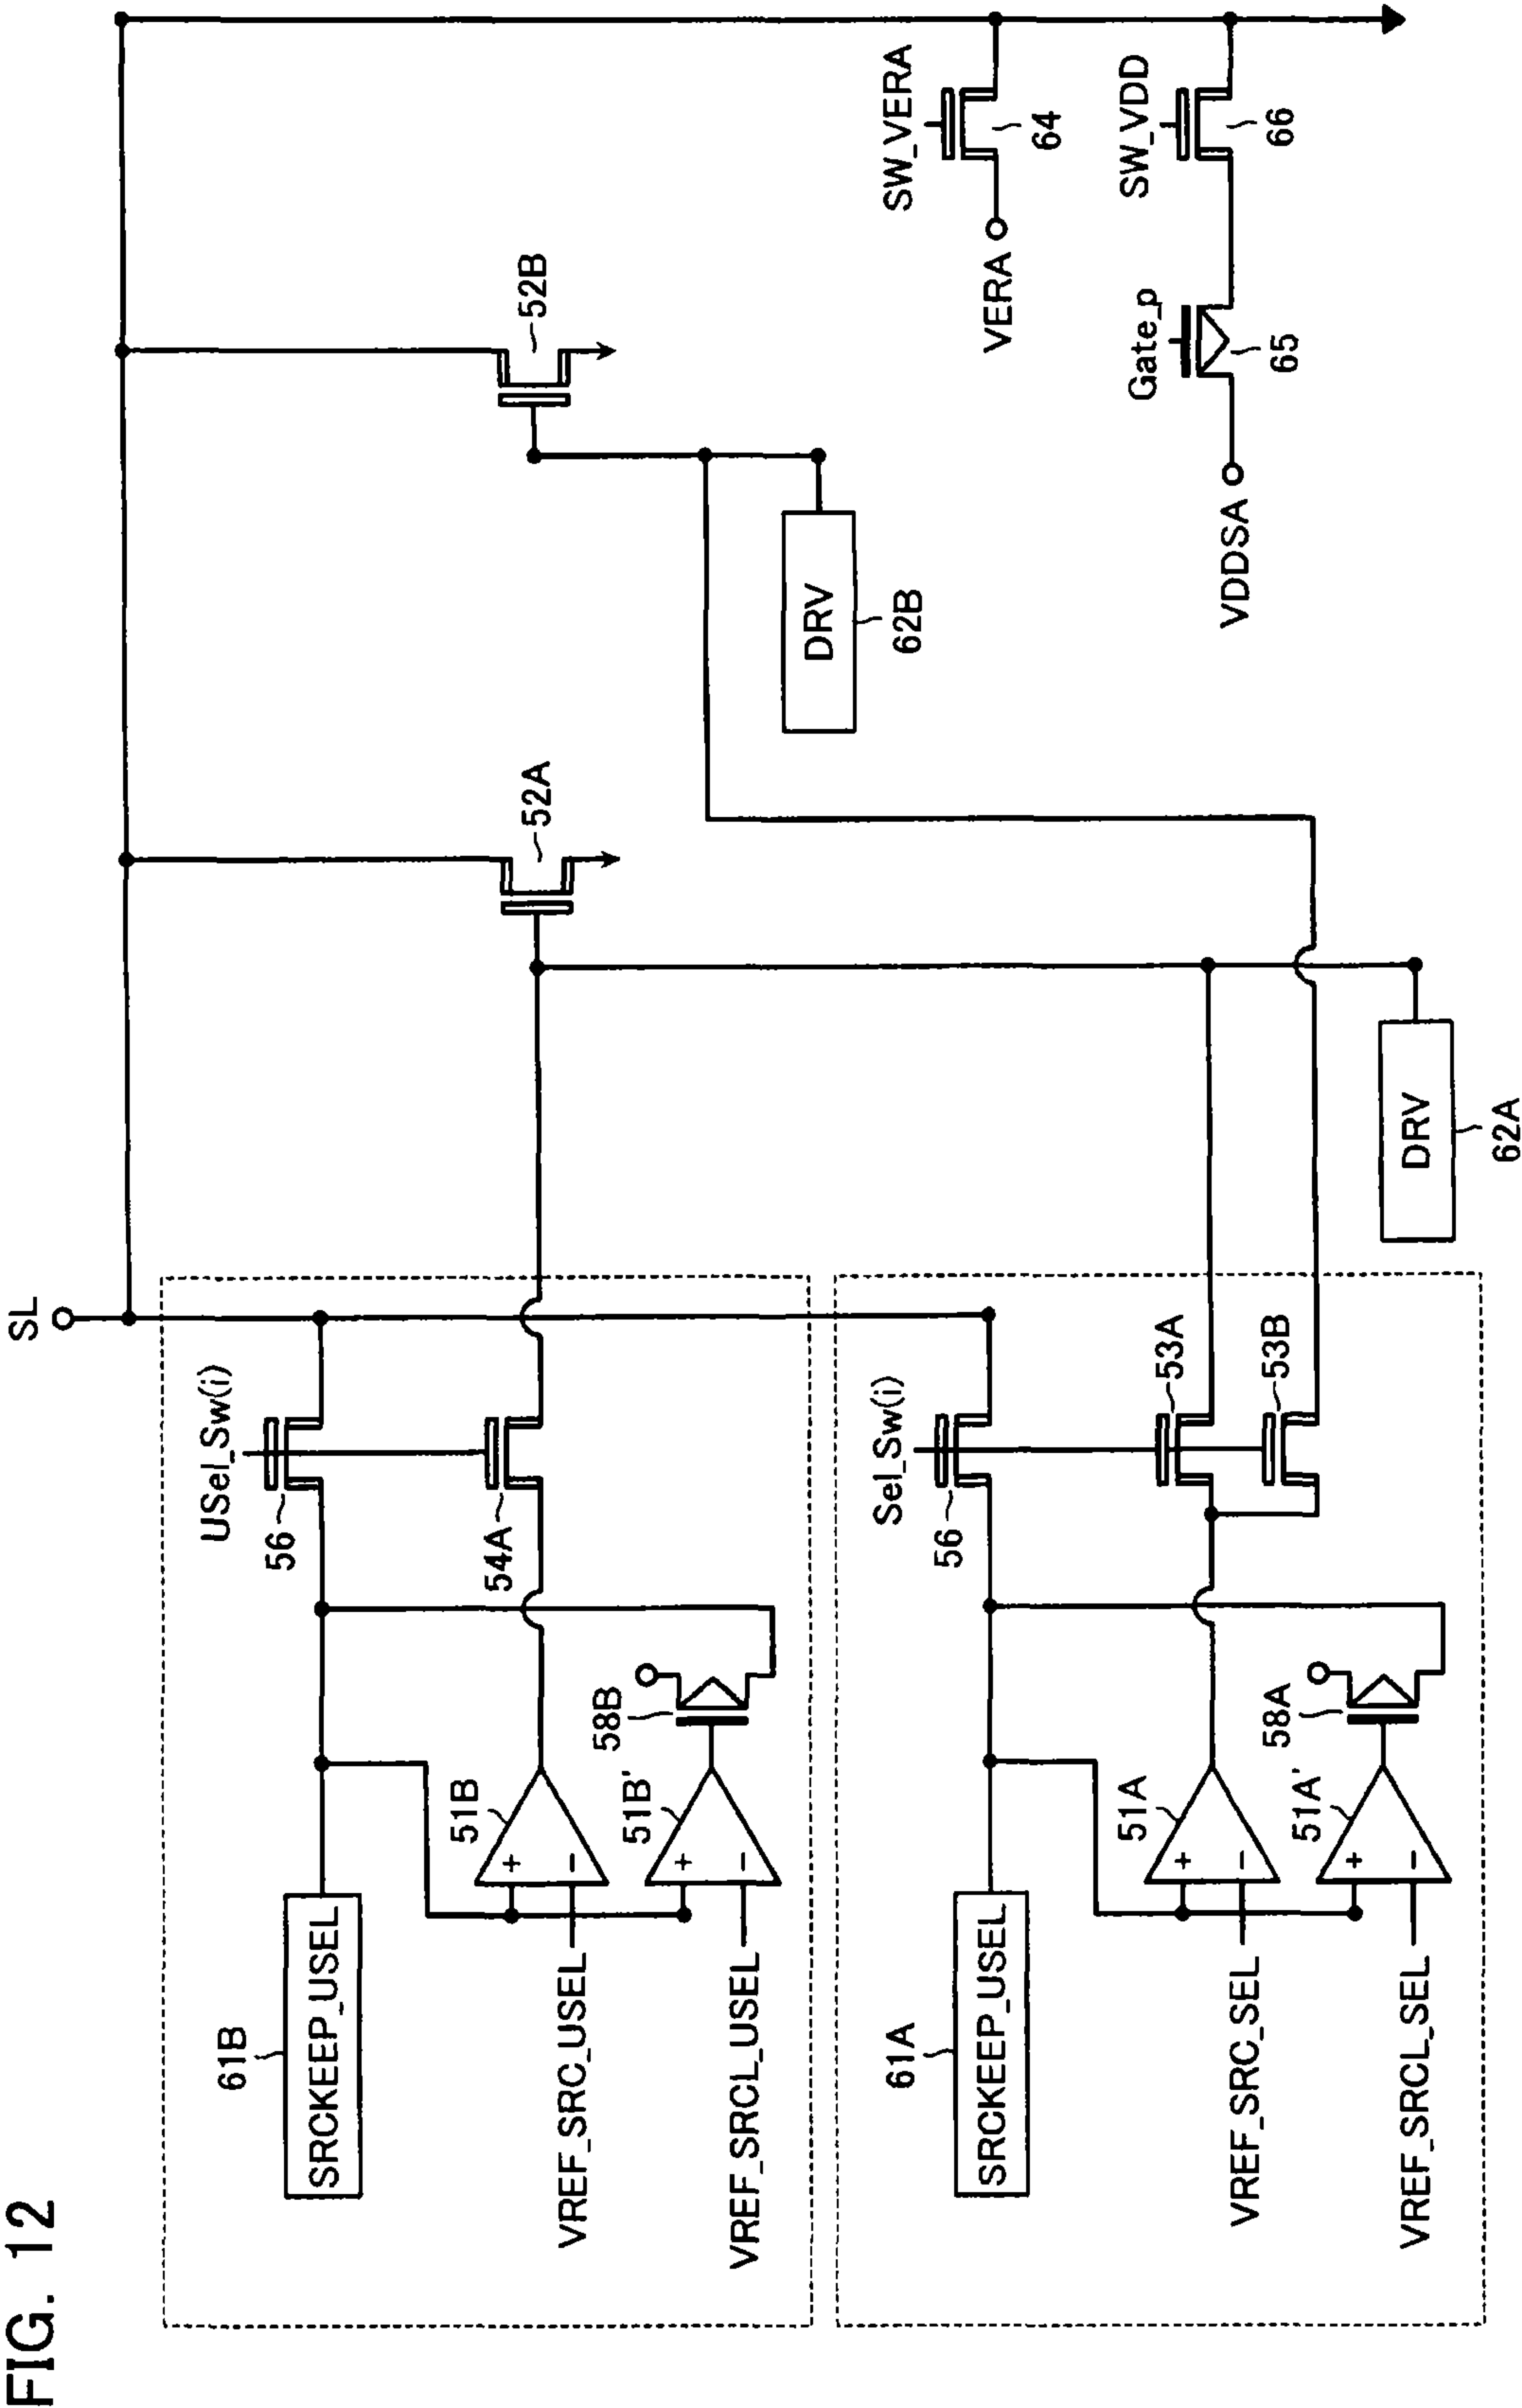 FIG. 12
SL
USel_Sw(i)
56
54A
61B
SRCKEEP_USEL
51B
+
-
VREF_SRC_USEL
51B'
+
-
VREF_SRCL_USEL
58B
52A
52B
DRV
62B
Sel_Sw(i)
56
53A
53B
61A
SRCKEEP_USEL
51A
+
-
VREF_SRC_SEL
51A'
+
-
VREF_SRCL_SEL
58A
DRV
62A
SW_VERA
64
VERA
SW_VDD
66
Gate_p
65
VDDSA